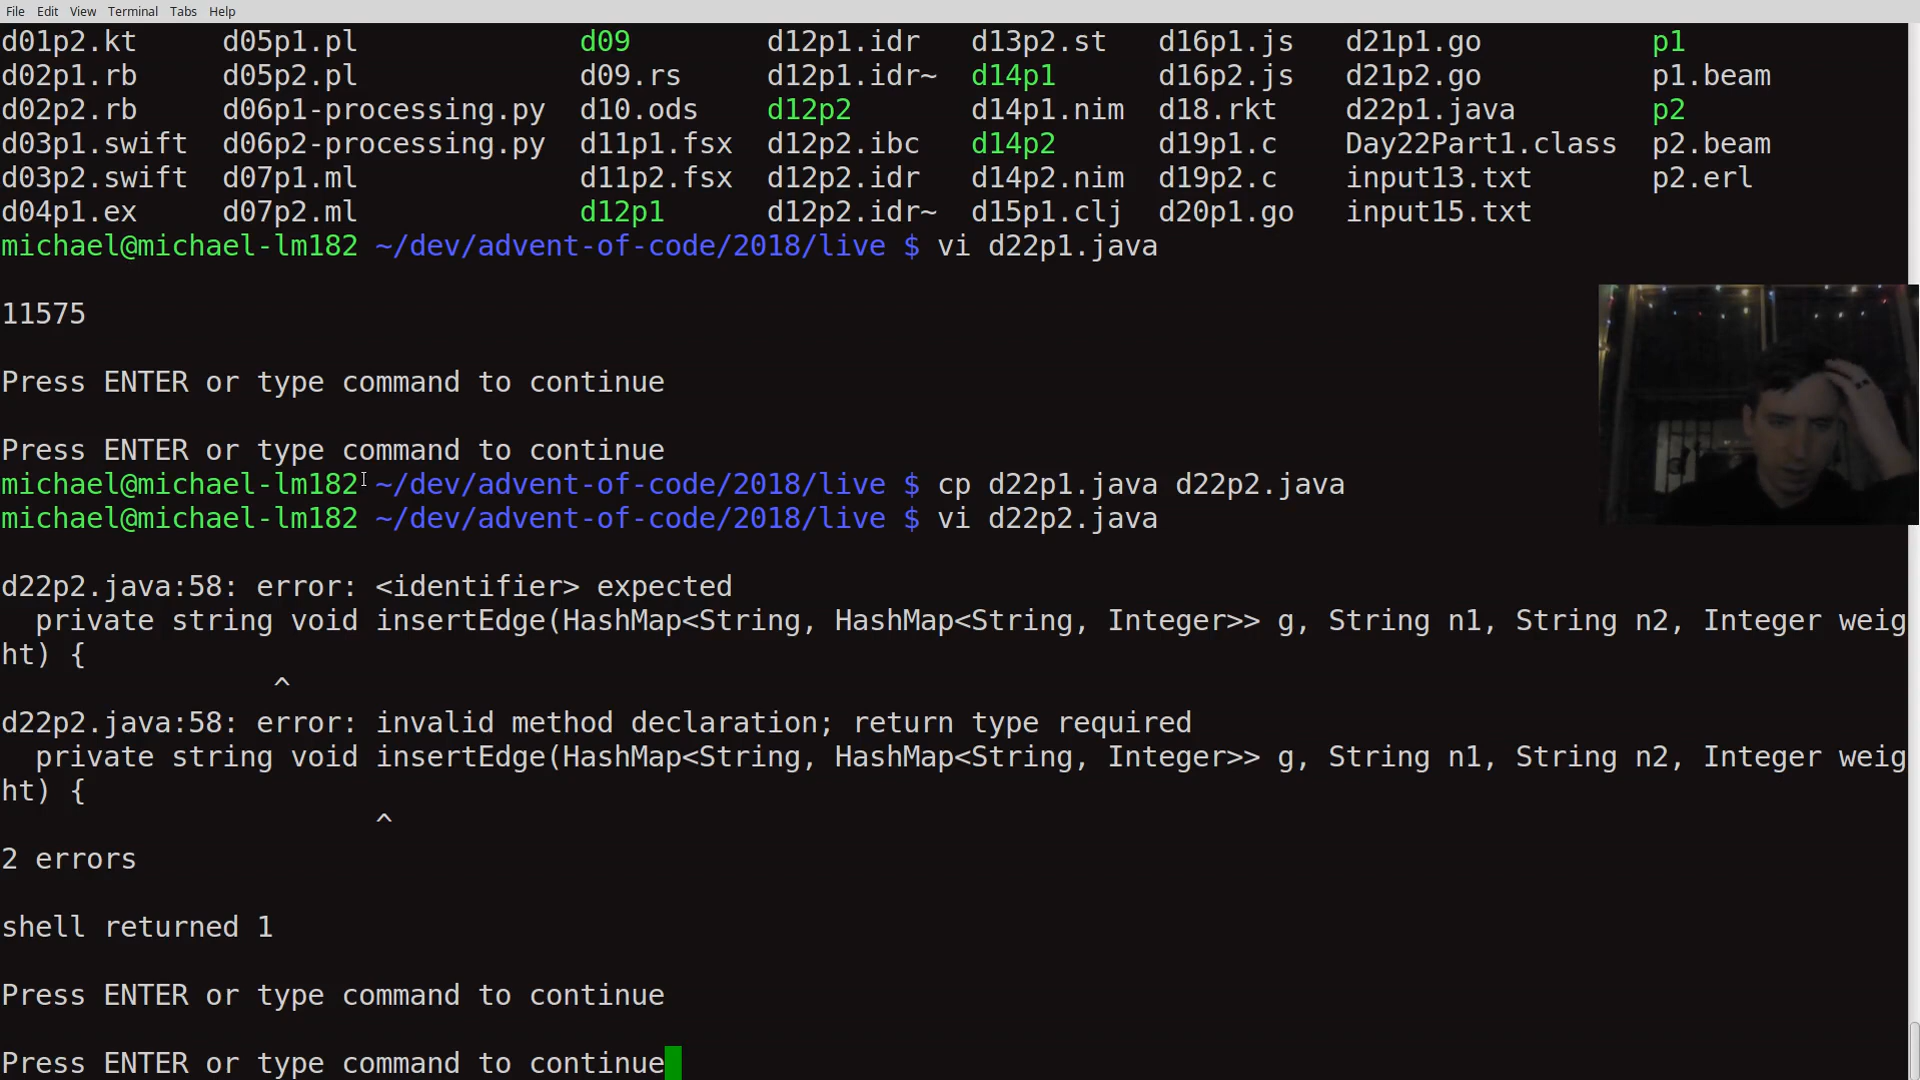 File Edit View Terminal Tabs Help
d01p2.kt d05p1.pl d09 d12p1.idr d13p2.st d16p1.js d21p1.go p1
d02p1.rb d05p2.pl d09.rs d12p1.idr~ d14p1 d16p2.js d21p2.go p1.beam
d02p2.rb d06p1-processing.py d10.ods d12p2 d14p1.nim d18.rkt d22p1.java p2
d03p1.swift d06p2-processing.py d11p1.fsx d12p2.ibc d14p2 d19p1.c Day22Part1.class p2.beam
d03p2.swift d07p1.ml d11p2.fsx d12p2.idr d14p2.nim d19p2.c input13.txt p2.erl
d04p1.ex d07p2.ml d12p1 d12p2.idr~ d15p1.clj d20p1.go input15.txt
michael@michael-lm182 ~/dev/advent-of-code/2018/live $ vi d22p1.java
11575
Press ENTER or type command to continue
Press ENTER or type command to continue
michael@michael-lm182 ~/dev/advent-of-code/2018/live $ cp d22p1.java d22p2.java
michael@michael-lm182 ~/dev/advent-of-code/2018/live $ vi d22p2.java
d22p2.java:58: error: <identifier> expected
private string void insertEdge(HashMap<String, HashMap<String, Integer>> g, String n1, String n2, Integer weig
ht) {
^
d22p2.java:58: error: invalid method declaration; return type required
private string void insertEdge(HashMap<String, HashMap<String, Integer>> g, String n1, String n2, Integer weig
ht) {
^
2 errors
shell returned 1
Press ENTER or type command to continue
Press ENTER or type command to continue